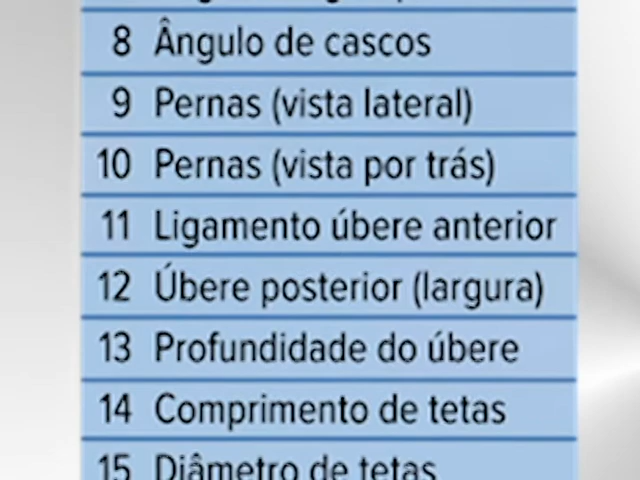 8 Ângulo de cascos
9 Pernas (vista lateral)
10 Pernas (vista por trás)
11 Ligamento úbere anterior
12 Úbere posterior (largura)
13 Profundidade do úbere
14 Comprimento de tetas
15 Diâmetro de tetas